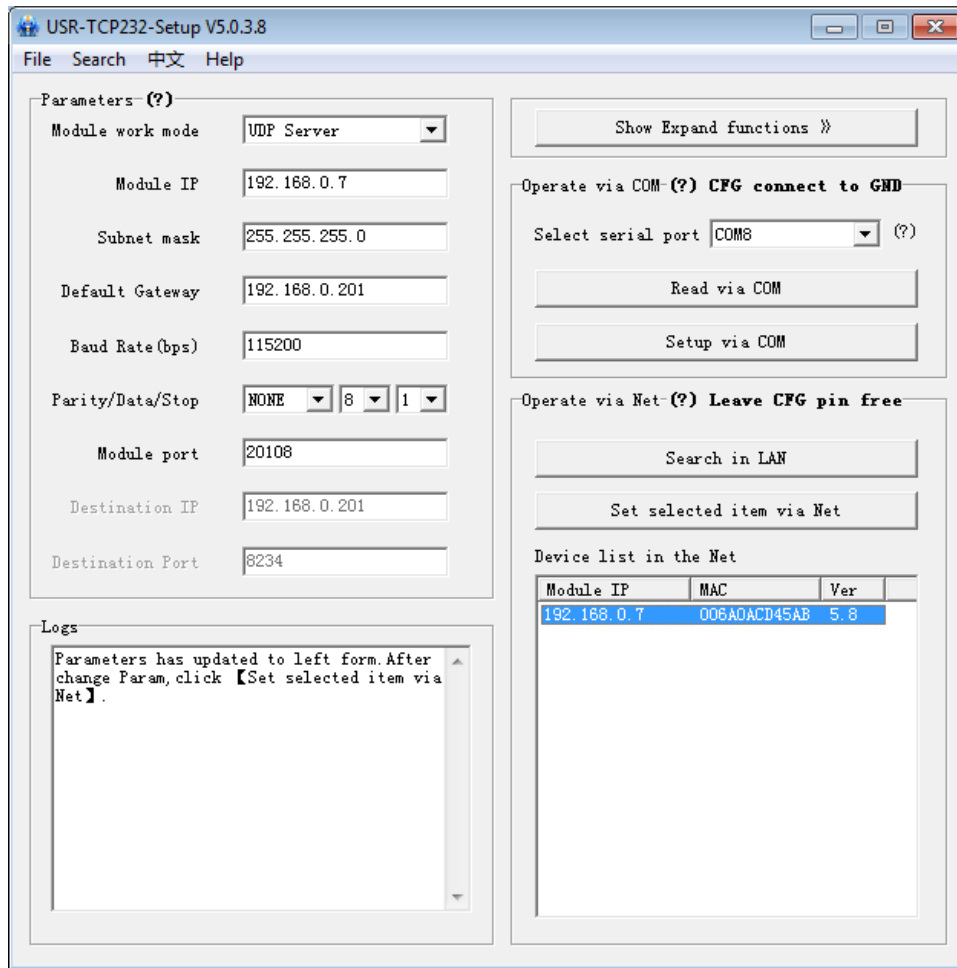 USR-TCP232-Setup V5.0.3.8
File Search 中文 Help
Parameters (?)
Module work mode UDP Server
Module IP 192.168.0.7
Subnet mask 255.255.255.0
Default Gateway 192.168.0.201
Baud Rate(bps) 115200
Parity/Data/Stop NONE 8 1
Module port 20108
Destination IP 192.168.0.201
Destination Port 8234
Logs
Parameters has updated to left form.After
change Param,click 【Set selected item via
Net】.
Show Expand functions 》
Operate via COM-(?) CFG connect to GND
Select serial port COM8 (?)
Read via COM
Setup via COM
Operate via Net-(?) Leave CFG pin free
Search in LAN
Set selected item via Net
Device list in the Net
Module IP MAC Ver
192.168.0.7 006A0ACD45AB 5.8